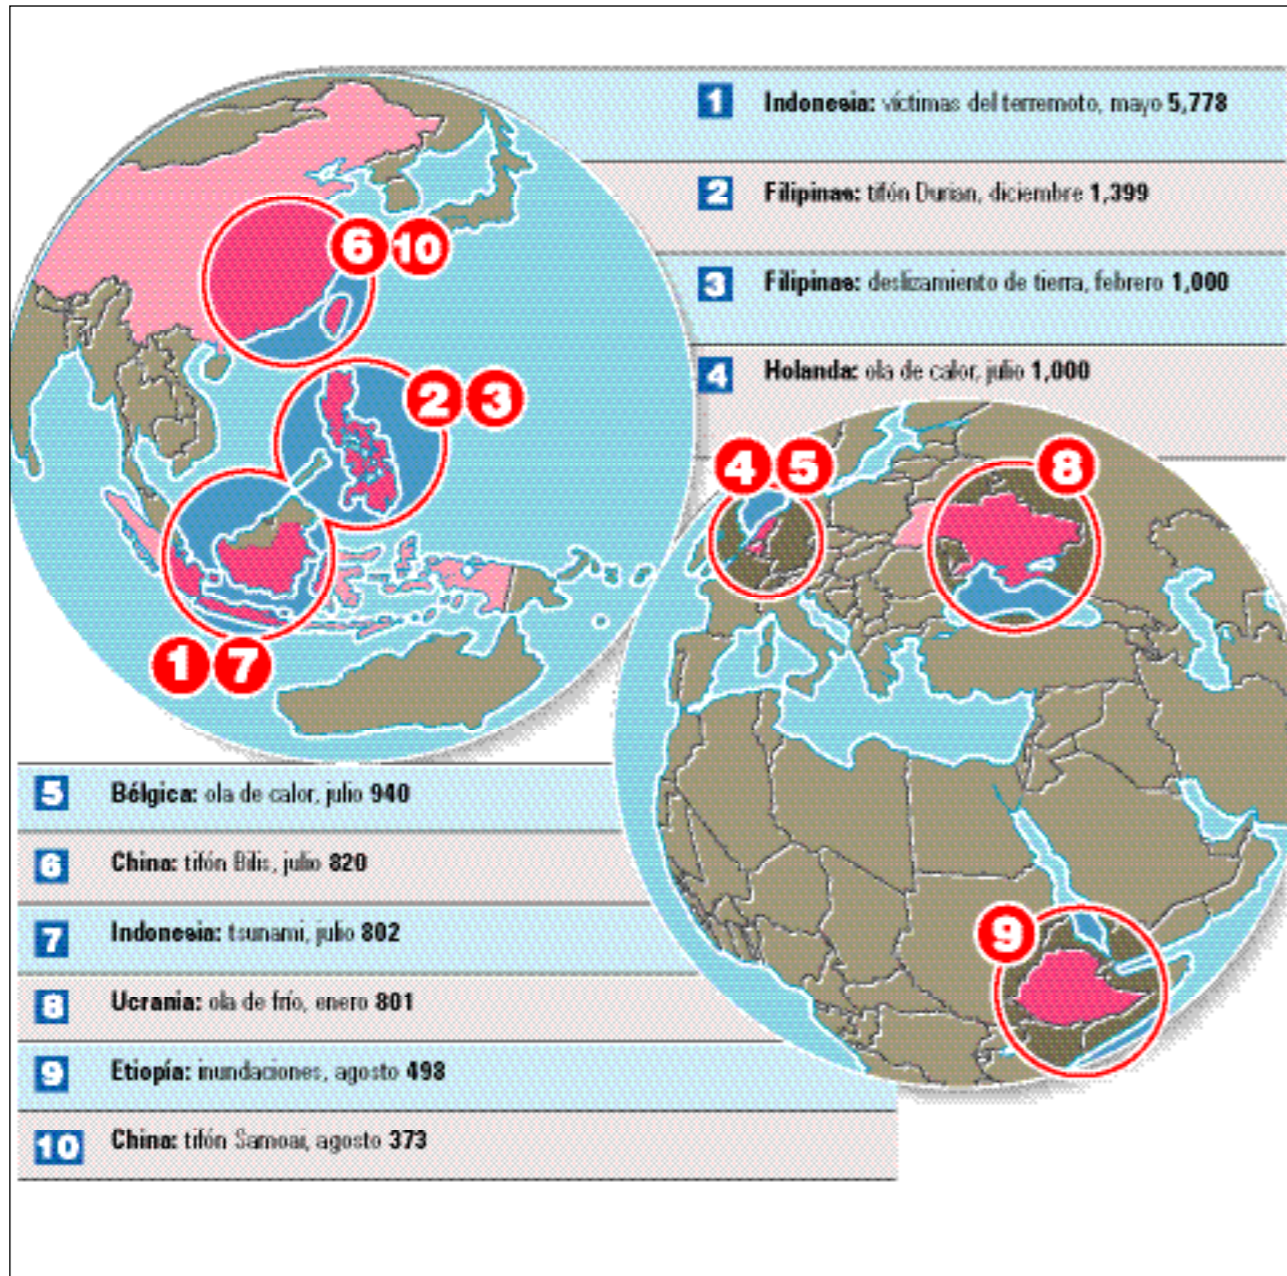 1 Indonesia: víctimas del terremoto, mayo 5,778
2 Filipinas: tifón Durian, diciembre 1,399
3 Filipinas: deslizamiento de tierra, febrero 1,000
4 Holanda: ola de calor, julio 1,000
6 10
2 3
4 5
8
1 7
5 Bélgica: ola de calor, julio 940
6 China: tifón Bilis, julio 820
7 Indonesia: tsunami, julio 802
8 Ucrania: ola de frío, enero 801
9
9 Etiopía: inundaciones, agosto 498
10 China: tifón Samoai, agosto 373